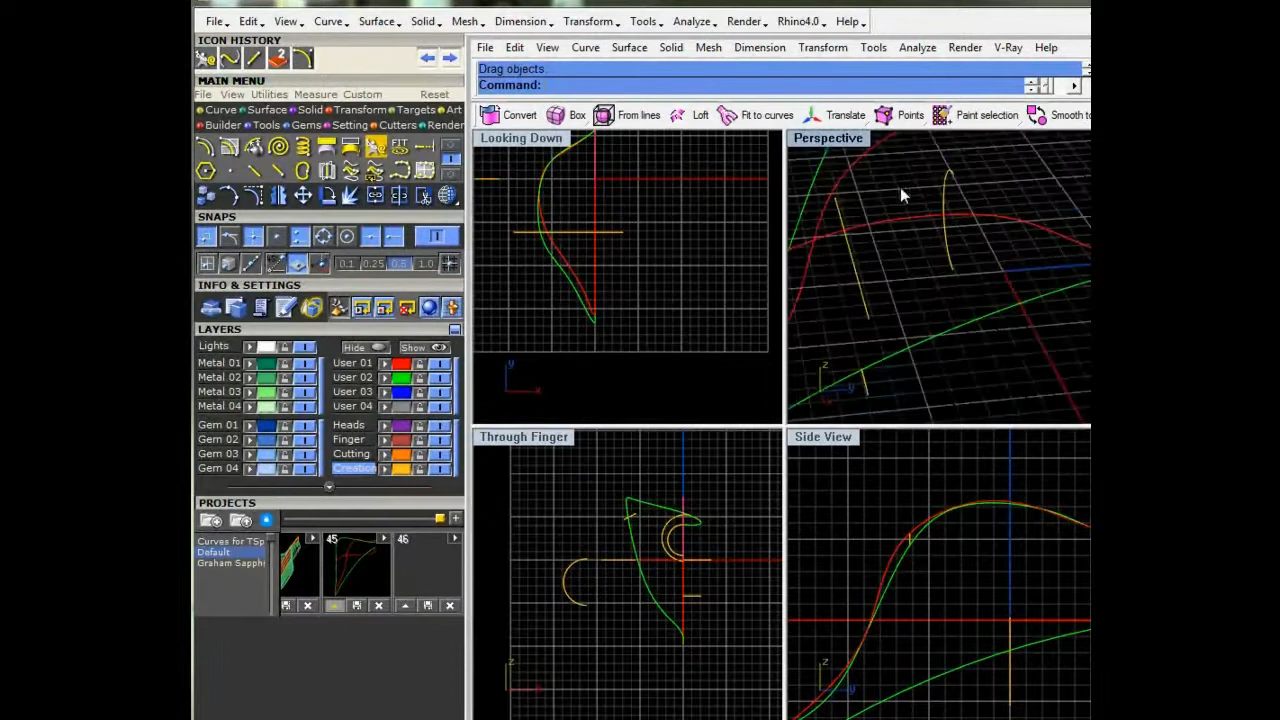 File Edit View Curve Surface Solid Mesh Dimension Transform Tools Analyze Render Rhino4.0 Help
ICON HISTORY
MAIN MENU
File View Utilities Measure Custom Reset
Curve Surface Solid Transform Targets Art
Builder Tools Gems Setting Cutters Render
SNAPS
0.1 0.25 0.5 1.0
INFO & SETTINGS
LAYERS
Lights Hide Show
Metal 01 User 01
Metal 02 User 02
Metal 03 User 03
Metal 04 User 04
Gem 01 Heads
Gem 02 Finger
Gem 03 Cutting
Gem 04 Creation
PROJECTS
Curves for TSp
Default
Graham Sapph
45 46
File Edit View Curve Surface Solid Mesh Dimension Transform Tools Analyze Render V-Ray Help
Drag objects
Command:
Convert Box From lines Loft Fit to curves Translate Points Paint selection Smooth to
Looking Down
y
x
Perspective
z
y
Through Finger
z
x
Side View
z
y